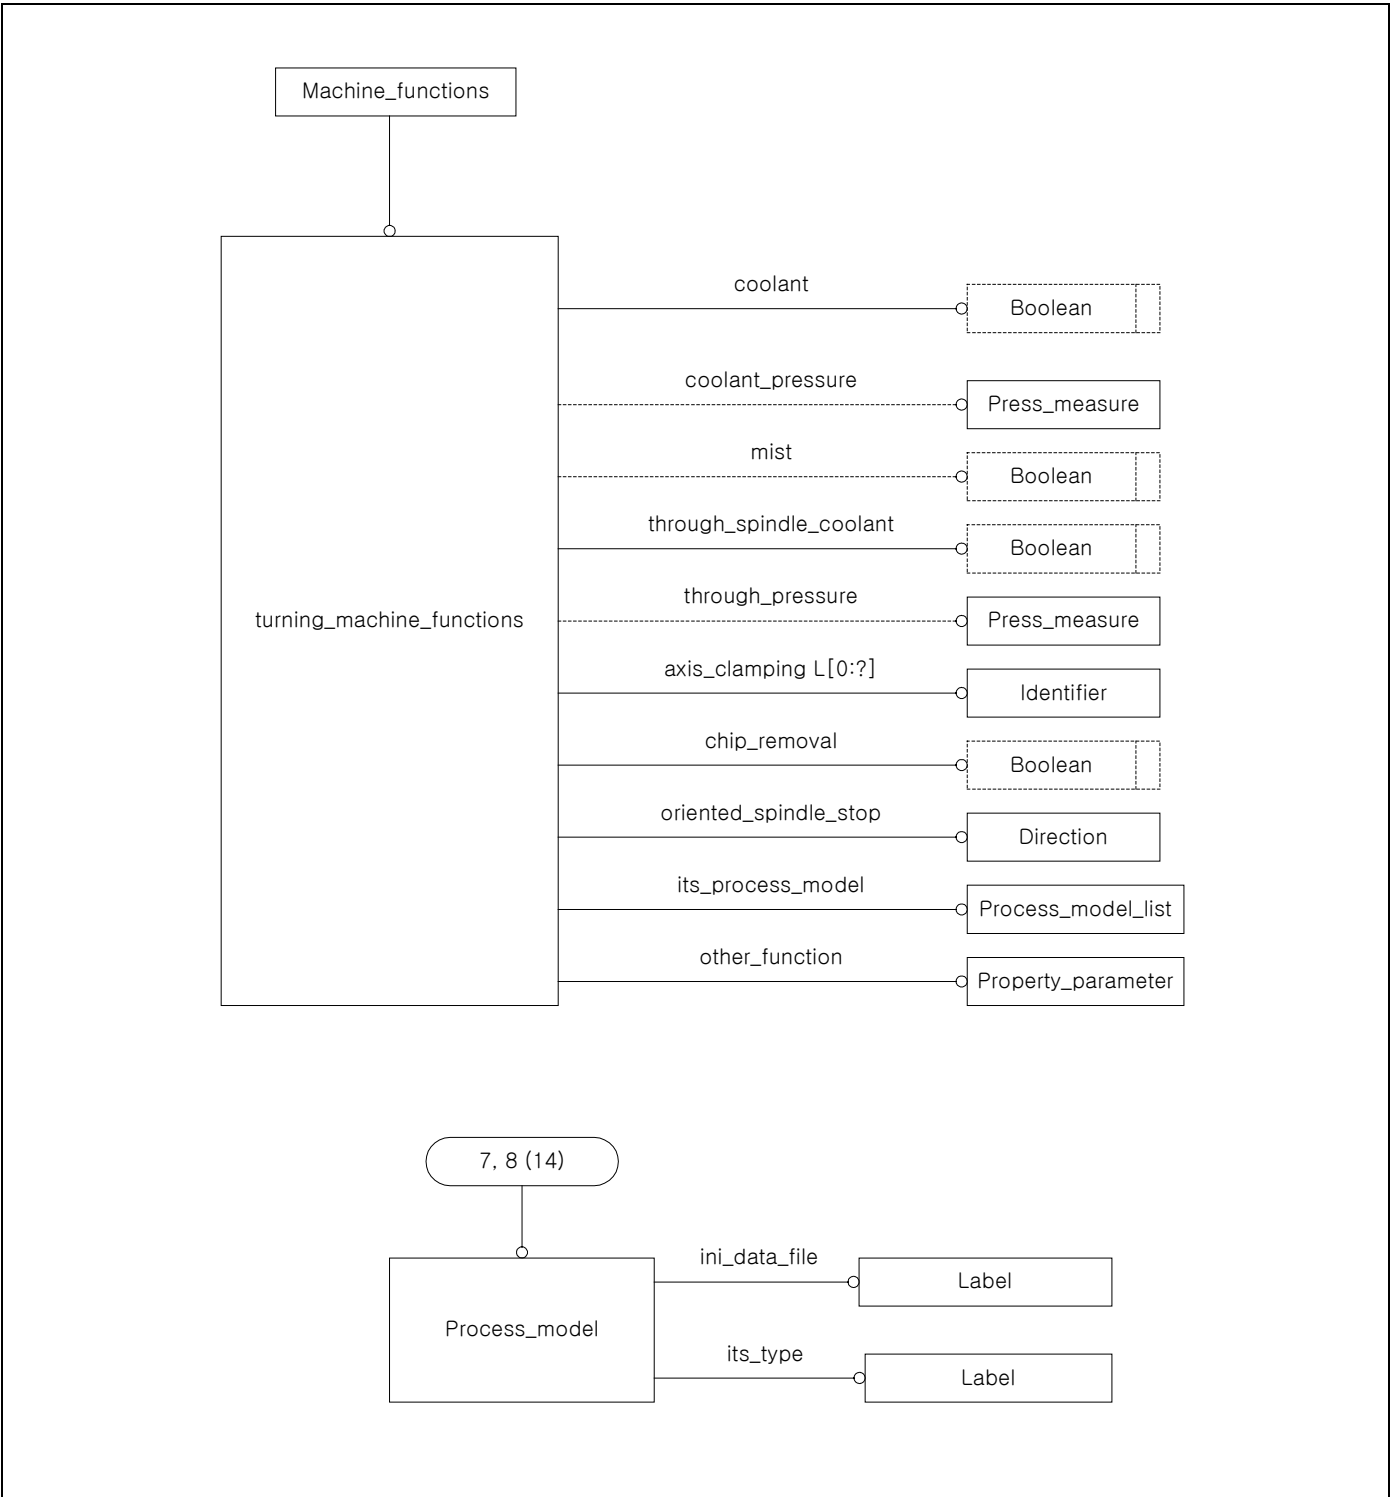 Machine_functions
coolant
Boolean
coolant_pressure
Press_measure
mist
Boolean
through_spindle_coolant
Boolean
through_pressure
turning_machine_functions
Press_measure
axis_clamping L[0:?]
Identifier
chip_removal
Boolean
oriented_spindle_stop
Direction
its_process_model
Process_model_list
other_function
Property_parameter
7, 8 (14)
ini_data_file
Label
Process_model
its_type
Label